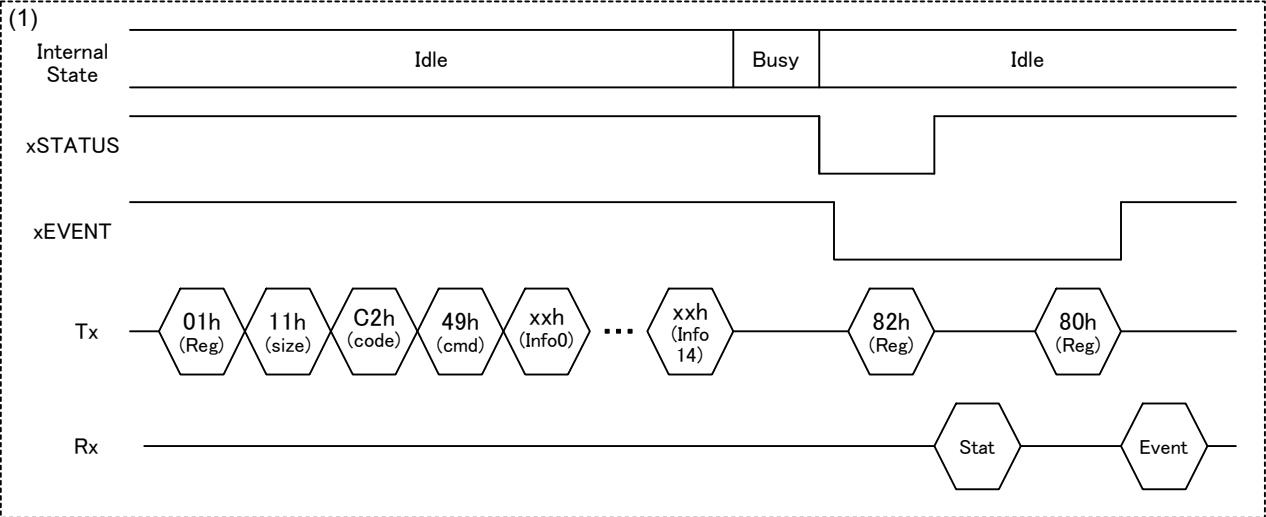 (1)
Internal
State
Idle
Busy
Idle
xSTATUS
xEVENT
Tx
01h
(Reg)
11h
(size)
C2h
(code)
49h
(cmd)
xxh
(Info0)
...
xxh
(Info
14)
82h
(Reg)
80h
(Reg)
Rx
Stat
Event